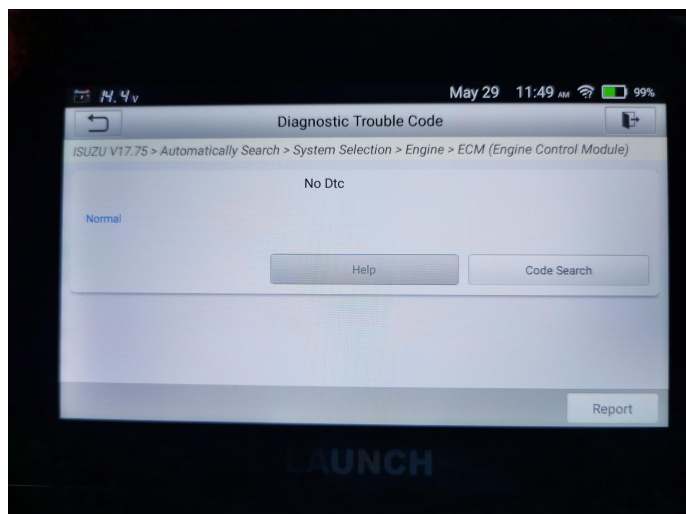 14.4v May 29 11:49 AM 99%
Diagnostic Trouble Code
ISUZU V17.75 > Automatically Search > System Selection > Engine > ECM (Engine Control Module)
No Dtc
Normal
Help Code Search
Report
LAUNCH